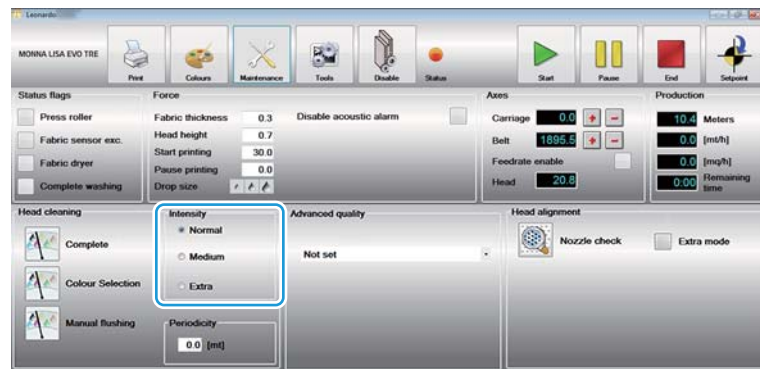 Leonardo
MONNA LISA EVO TRE
Print
Colours
Maintenance
Tools
Disable
Status
Start
Pause
End
Setpoint
Status flags
Press roller
Fabric sensor exc.
Fabric dryer
Complete washing
Force
Fabric thickness 0.3
Head height 0.7
Start printing 30.0
Pause printing 0.0
Drop size
Disable acoustic alarm
Axes
Carriage 0.0 + -
Belt 1895.5 + -
Feedrate enable
Head 20.8
Production
10.4 Meters
0.0 [mt/h]
0.0 [mq/h]
0:00 Remaining
time
Head cleaning
Complete
Colour Selection
Manual flushing
Intensity
Normal
Medium
Extra
Periodicity
0.0 [mt]
Advanced quality
Not set
Head alignment
Nozzle check
Extra mode